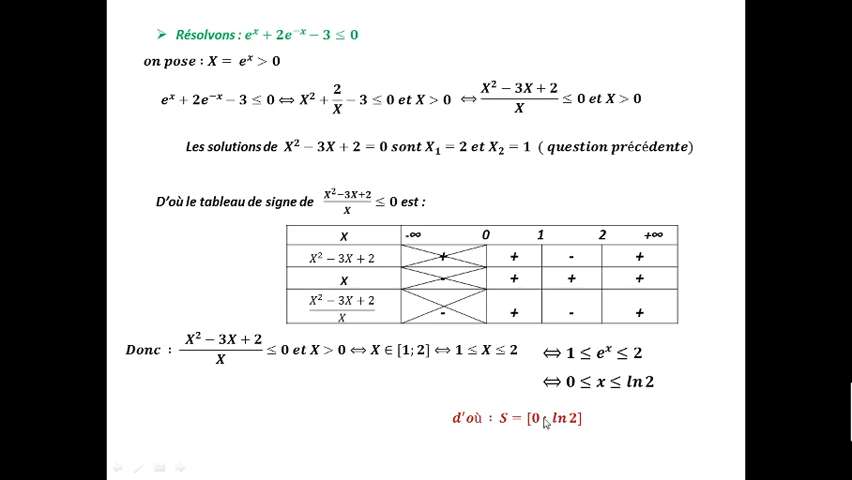 ➢ Résolvons : eˣ + 2e⁻ˣ − 3 ≤ 0
on pose : X = eˣ > 0
eˣ + 2e⁻ˣ − 3 ≤ 0 ⟺ X² + 2/X − 3 ≤ 0 et X > 0 ⟺ (X² − 3X + 2)/X ≤ 0 et X > 0
Les solutions de X² − 3X + 2 = 0 sont X₁ = 2 et X₂ = 1 ( question précédente)
D'où le tableau de signe de (X²−3X+2)/X ≤ 0 est :
X -∞ 0 1 2 +∞
X² − 3X + 2 + + - +
X - + + +
(X² − 3X + 2)/X - + - +
Donc : (X² − 3X + 2)/X ≤ 0 et X > 0 ⟺ X ∈ [1; 2] ⟺ 1 ≤ X ≤ 2 ⟺ 1 ≤ eˣ ≤ 2
⟺ 0 ≤ x ≤ ln 2
d'où : S = [0 ; ln 2]